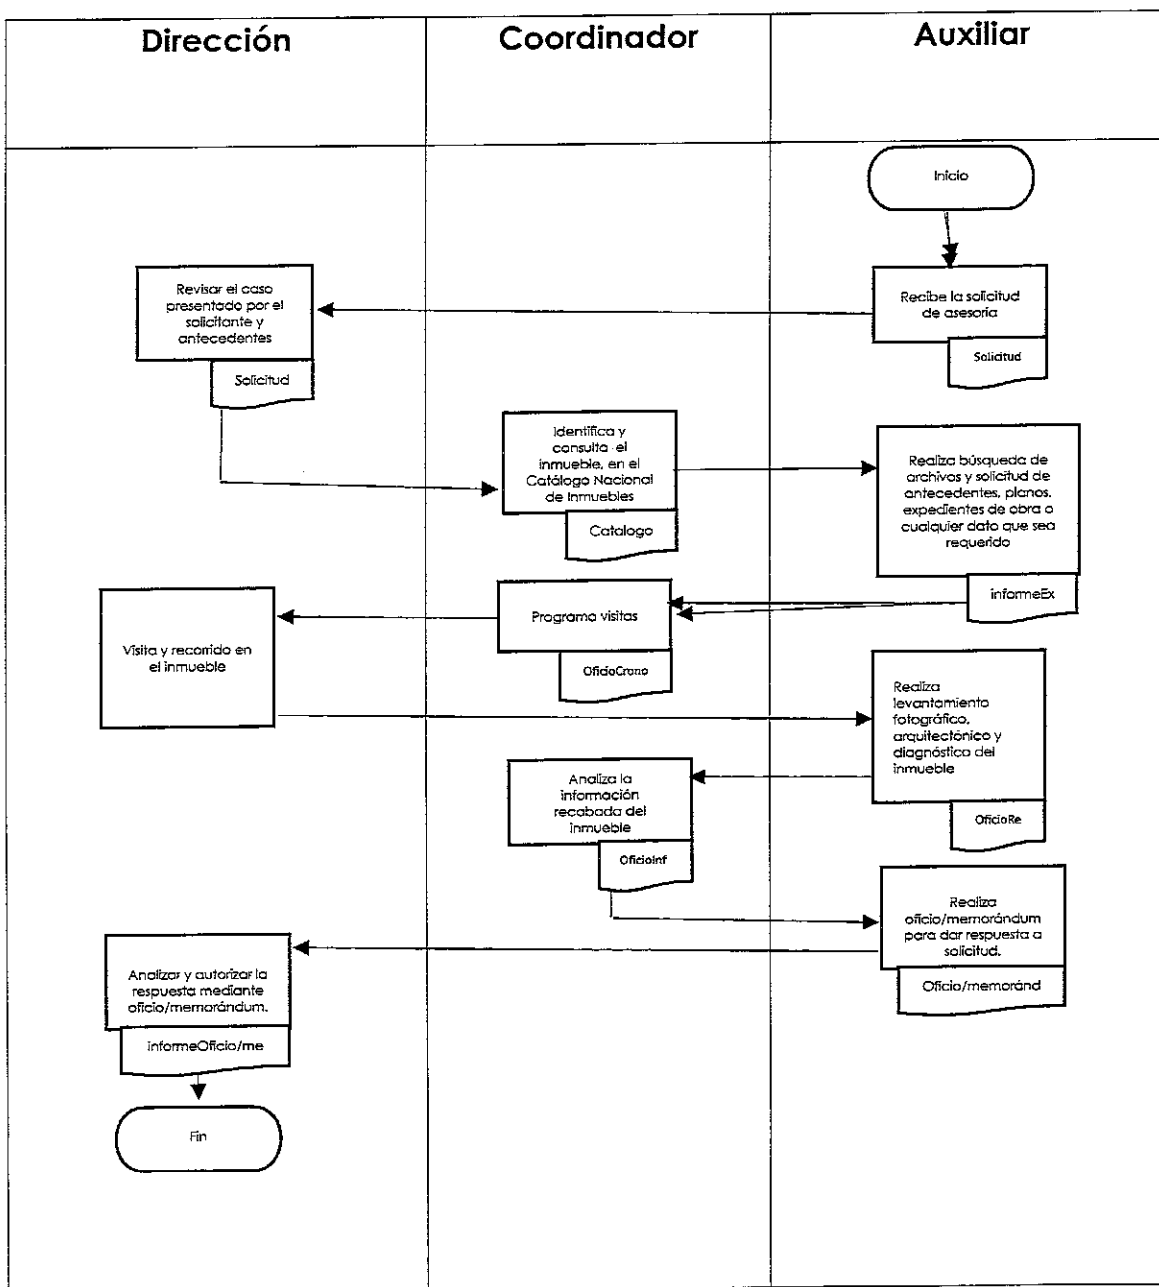 Dirección
Coordinador
Auxiliar
Inicio
Recibe la solicitud
de asesoria
Solicitud
Revisar el caso
presentado por el
solicitante y
antecedentes
Solicitud
Identifica y
consulta el
inmueble, en el
Catálogo Nacional
de Inmuebles
Catalogo
Realiza búsqueda de
archivos y solicitud de
antecedentes, planos,
expedientes de obra o
cualquier dato que sea
requerido
informeEx
Programa visitas
OficioCrono
Visita y recorrido en
el inmueble
Realiza
levantamiento
fotográfico,
arquitectónico y
diagnóstico del
inmueble
OficioRe
Analiza la
información
recabada del
inmueble
OficioInf
Realiza
oficio/memorándum
para dar respuesta a
solicitud.
Oficio/memoránd
Analizar y autorizar la
respuesta mediante
oficio/memorándum.
informeOficio/me
Fin